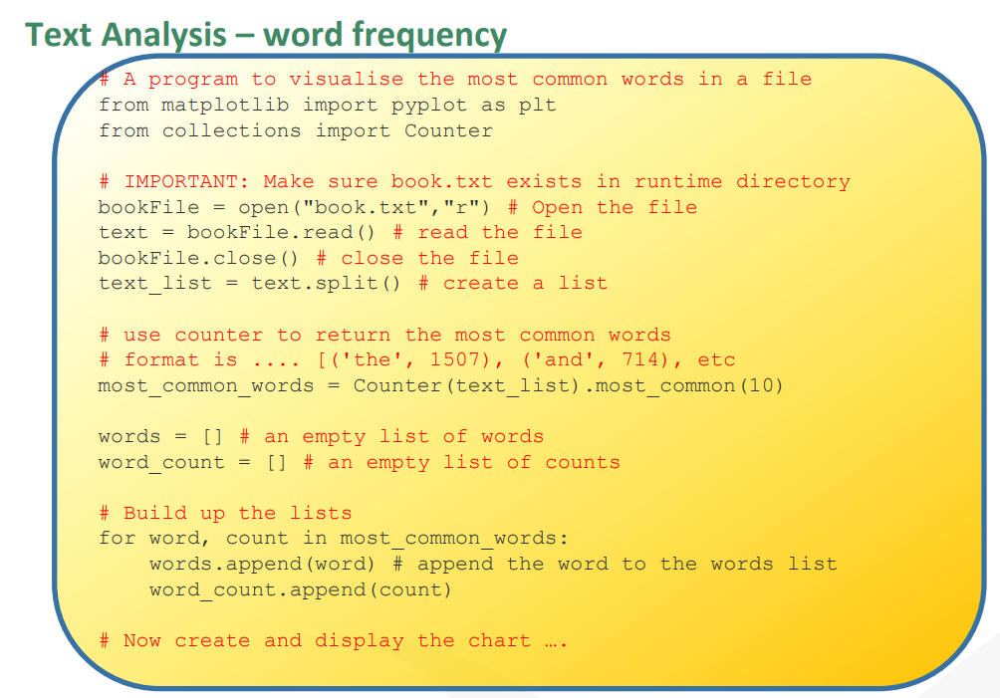 Text Analysis – word frequency
# A program to visualise the most common words in a file
from matplotlib import pyplot as plt
from collections import Counter
# IMPORTANT: Make sure book.txt exists in runtime directory
bookFile = open("book.txt","r") # Open the file
text = bookFile.read() # read the file
bookFile.close() # close the file
text_list = text.split() # create a list
# use counter to return the most common words
# format is .... [('the', 1507), ('and', 714), etc
most_common_words = Counter(text_list).most_common(10)
words = [] # an empty list of words
word_count = [] # an empty list of counts
# Build up the lists
for word, count in most_common_words:
    words.append(word) # append the word to the words list
    word_count.append(count)
# Now create and display the chart ….